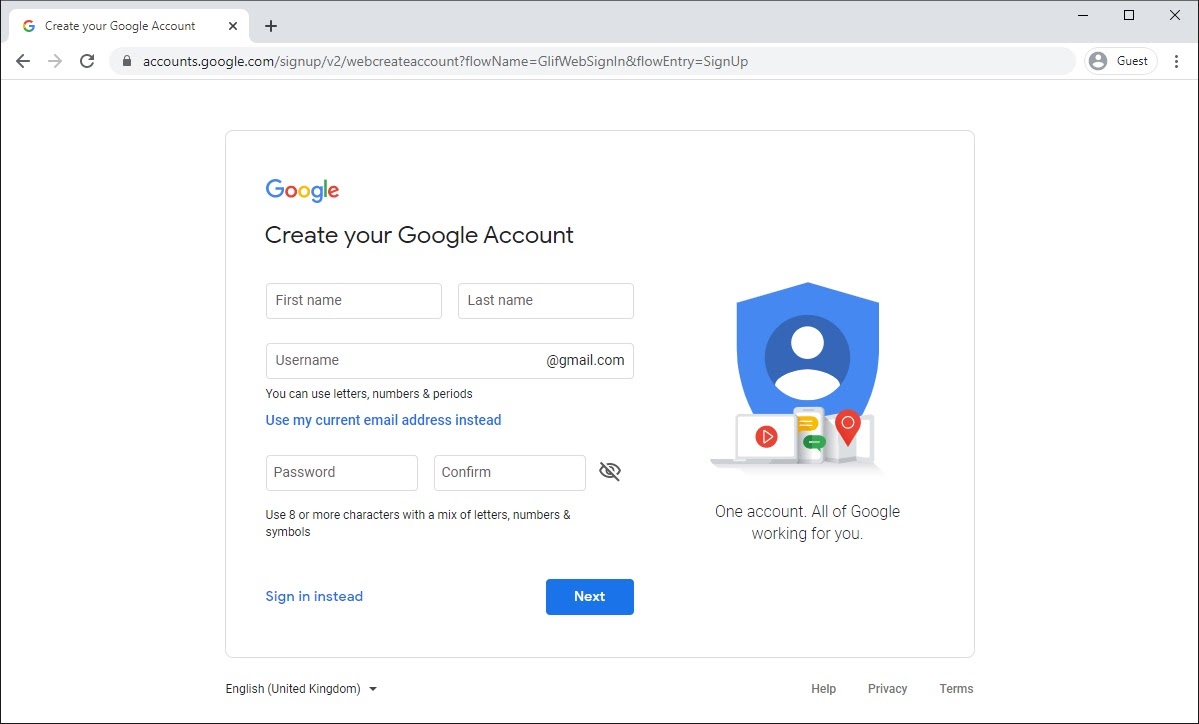 Create your Google Account
accounts.google.com/signup/v2/webcreateaccount?flowName=GlifWebSignIn&flowEntry=SignUp
Guest
Google
Create your Google Account
First name
Last name
Username
@gmail.com
You can use letters, numbers & periods
Use my current email address instead
Password
Confirm
Use 8 or more characters with a mix of letters, numbers &
symbols
One account. All of Google
working for you.
Sign in instead
Next
English (United Kingdom)
Help
Privacy
Terms